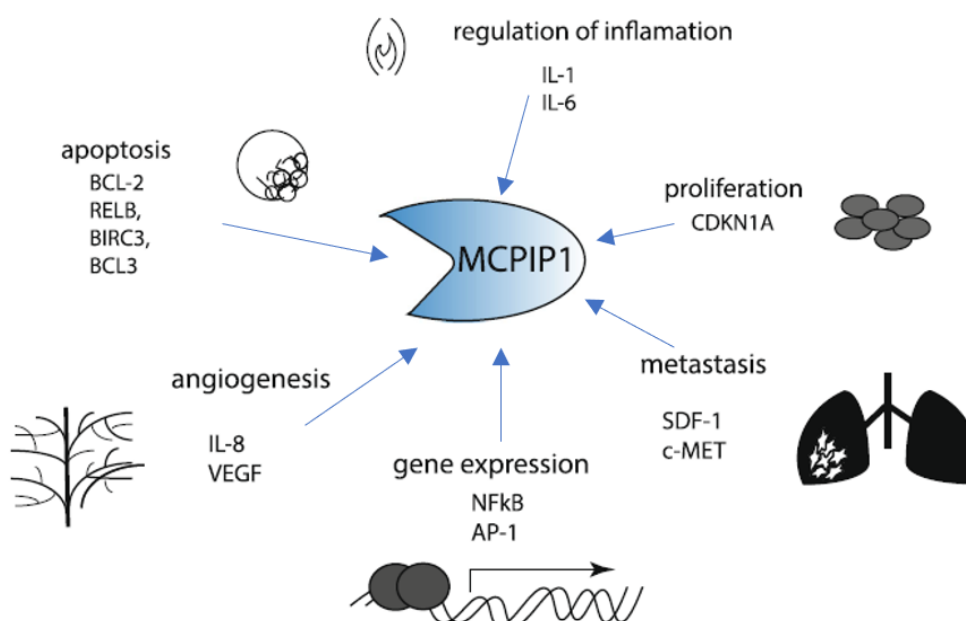 regulation of inflamation
IL-1
IL-6
apoptosis
BCL-2
RELB,
BIRC3,
BCL3
proliferation
CDKN1A
MCPIP1
angiogenesis
IL-8
VEGF
metastasis
SDF-1
c-MET
gene expression
NFkB
AP-1